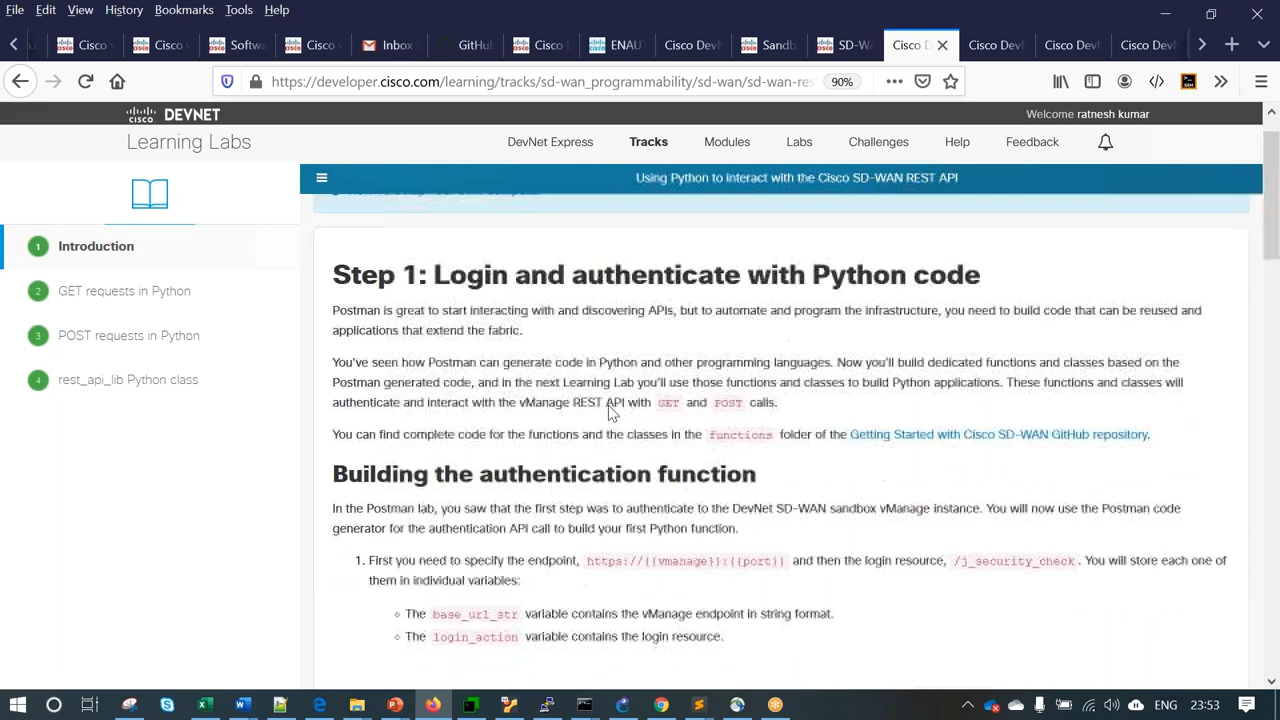 File Edit View History Bookmarks Tools Help
Cisco Cisco Softw Cisco Inbox GitHub Cisco ENAU Cisco Dev Sandb SD-WA Cisco D Cisco Dev Cisco Dev Cisco Dev
https://developer.cisco.com/learning/tracks/sd-wan_programmability/sd-wan/sd-wan-res 90%
CISCO DEVNET Welcome ratnesh kumar
Learning Labs DevNet Express Tracks Modules Labs Challenges Help Feedback
Using Python to interact with the Cisco SD-WAN REST API
1 Introduction
2 GET requests in Python
3 POST requests in Python
4 rest_api_lib Python class
Step 1: Login and authenticate with Python code
Postman is great to start interacting with and discovering APIs, but to automate and program the infrastructure, you need to build code that can be reused and
applications that extend the fabric.
You've seen how Postman can generate code in Python and other programming languages. Now you'll build dedicated functions and classes based on the
Postman generated code, and in the next Learning Lab you'll use those functions and classes to build Python applications. These functions and classes will
authenticate and interact with the vManage REST API with GET and POST calls.
You can find complete code for the functions and the classes in the functions folder of the Getting Started with Cisco SD-WAN GitHub repository.
Building the authentication function
In the Postman lab, you saw that the first step was to authenticate to the DevNet SD-WAN sandbox vManage instance. You will now use the Postman code
generator for the authentication API call to build your first Python function.
1. First you need to specify the endpoint, https://{{vmanage}}:{{port}} and then the login resource, /j_security_check. You will store each one of
them in individual variables:
The base_url_str variable contains the vManage endpoint in string format.
The login_action variable contains the login resource.
ENG 23:53